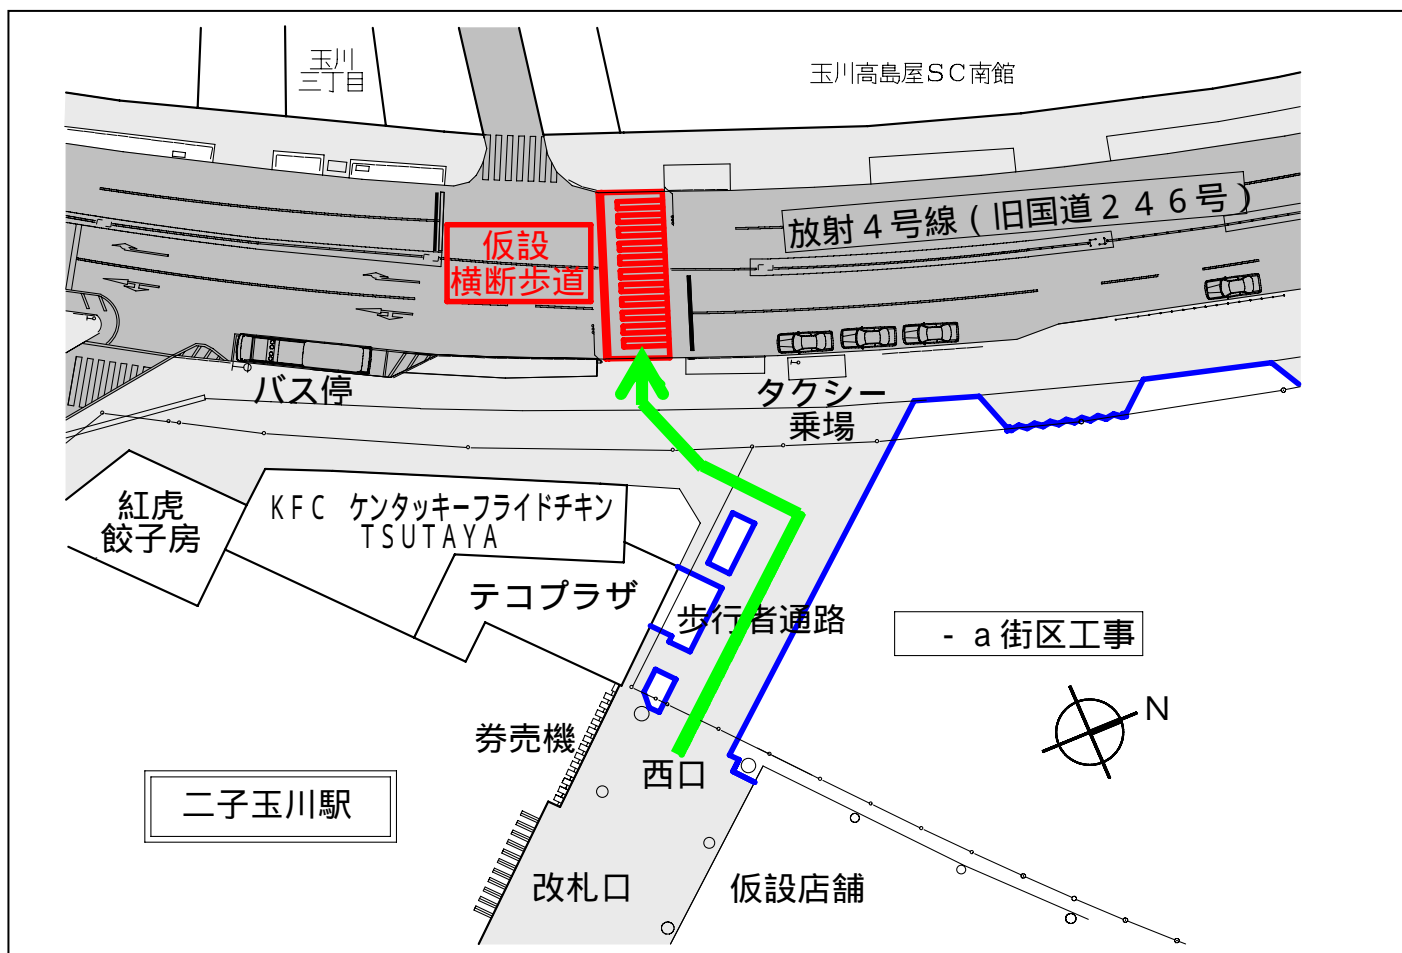 玉川
三丁目
玉川高島屋ＳＣ南館
放射４号線（旧国道２４６号）
仮設
横断歩道
バス停
タクシー
乗場
紅虎
餃子房
ＫＦＣ　ケンタッキーフライドチキン
ＴＳＵＴＡＹＡ
テコプラザ
歩行者通路
- ａ街区工事
N
券売機
西口
二子玉川駅
改札口
仮設店舗